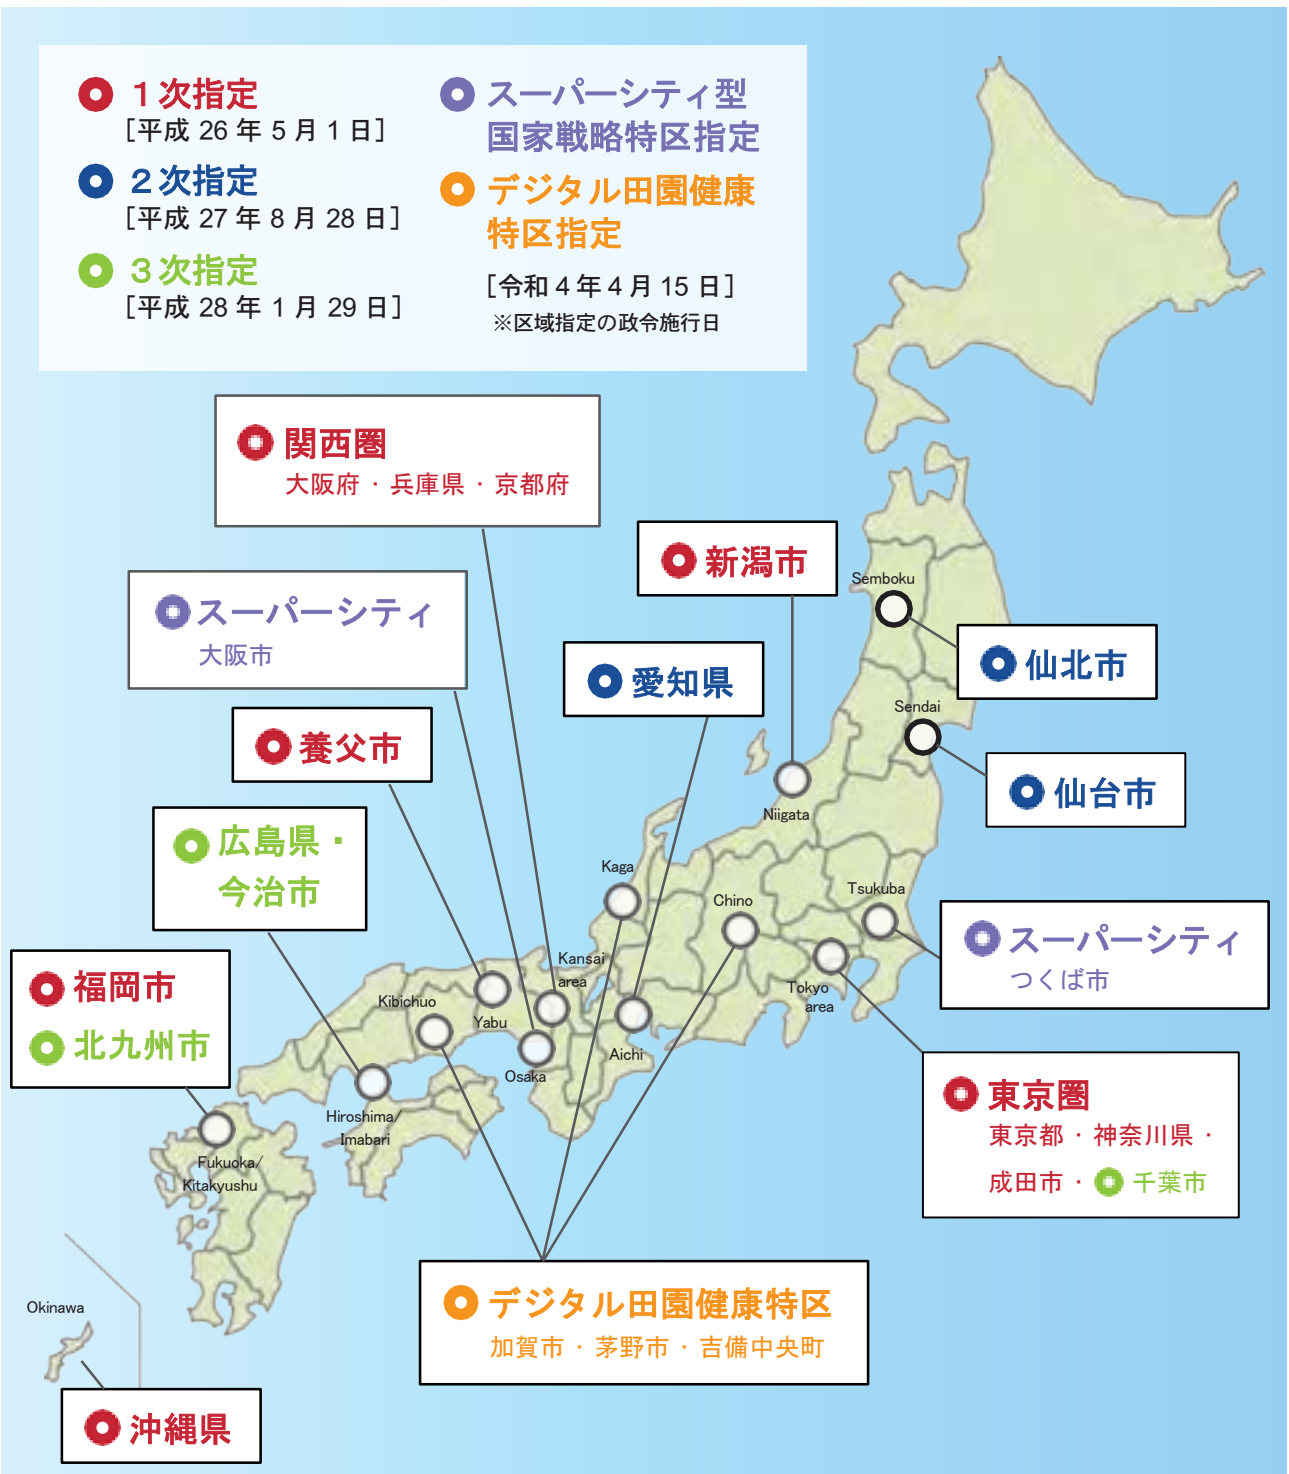 １次指定
［平成 26 年 5 月 1 日］
２次指定
［平成 27 年 8 月 28 日］
３次指定
［平成 28 年 1 月 29 日］
スーパーシティ型
国家戦略特区指定
デジタル田園健康
特区指定
［令和 4 年 4 月 15 日］
※区域指定の政令施行日
関西圏
大阪府・兵庫県・京都府
新潟市
スーパーシティ
大阪市
Semboku
仙北市
愛知県
養父市
Sendai
仙台市
Niigata
広島県・
今治市
Kaga
Chino
Tsukuba
スーパーシティ
つくば市
福岡市
北九州市
Kansai
area
Kibichuo
Yabu
Tokyo
area
Aichi
Osaka
東京圏
東京都・神奈川県・
成田市・千葉市
Hiroshima/
Imabari
Fukuoka/
Kitakyushu
デジタル田園健康特区
加賀市・茅野市・吉備中央町
Okinawa
沖縄県